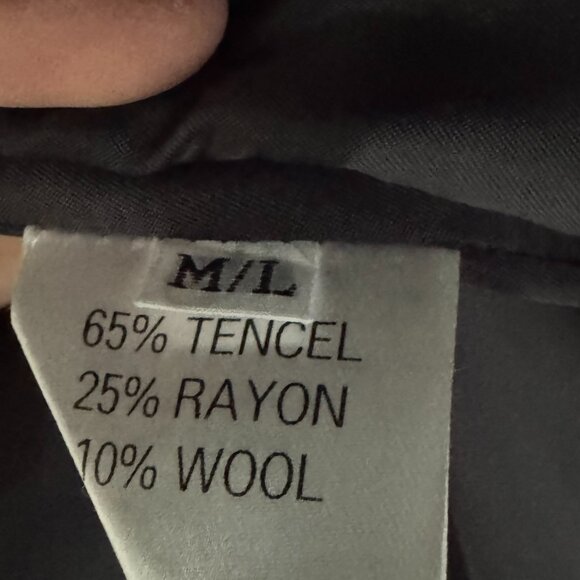 M/L
65% TENCEL
25% RAYON
10% WOOL